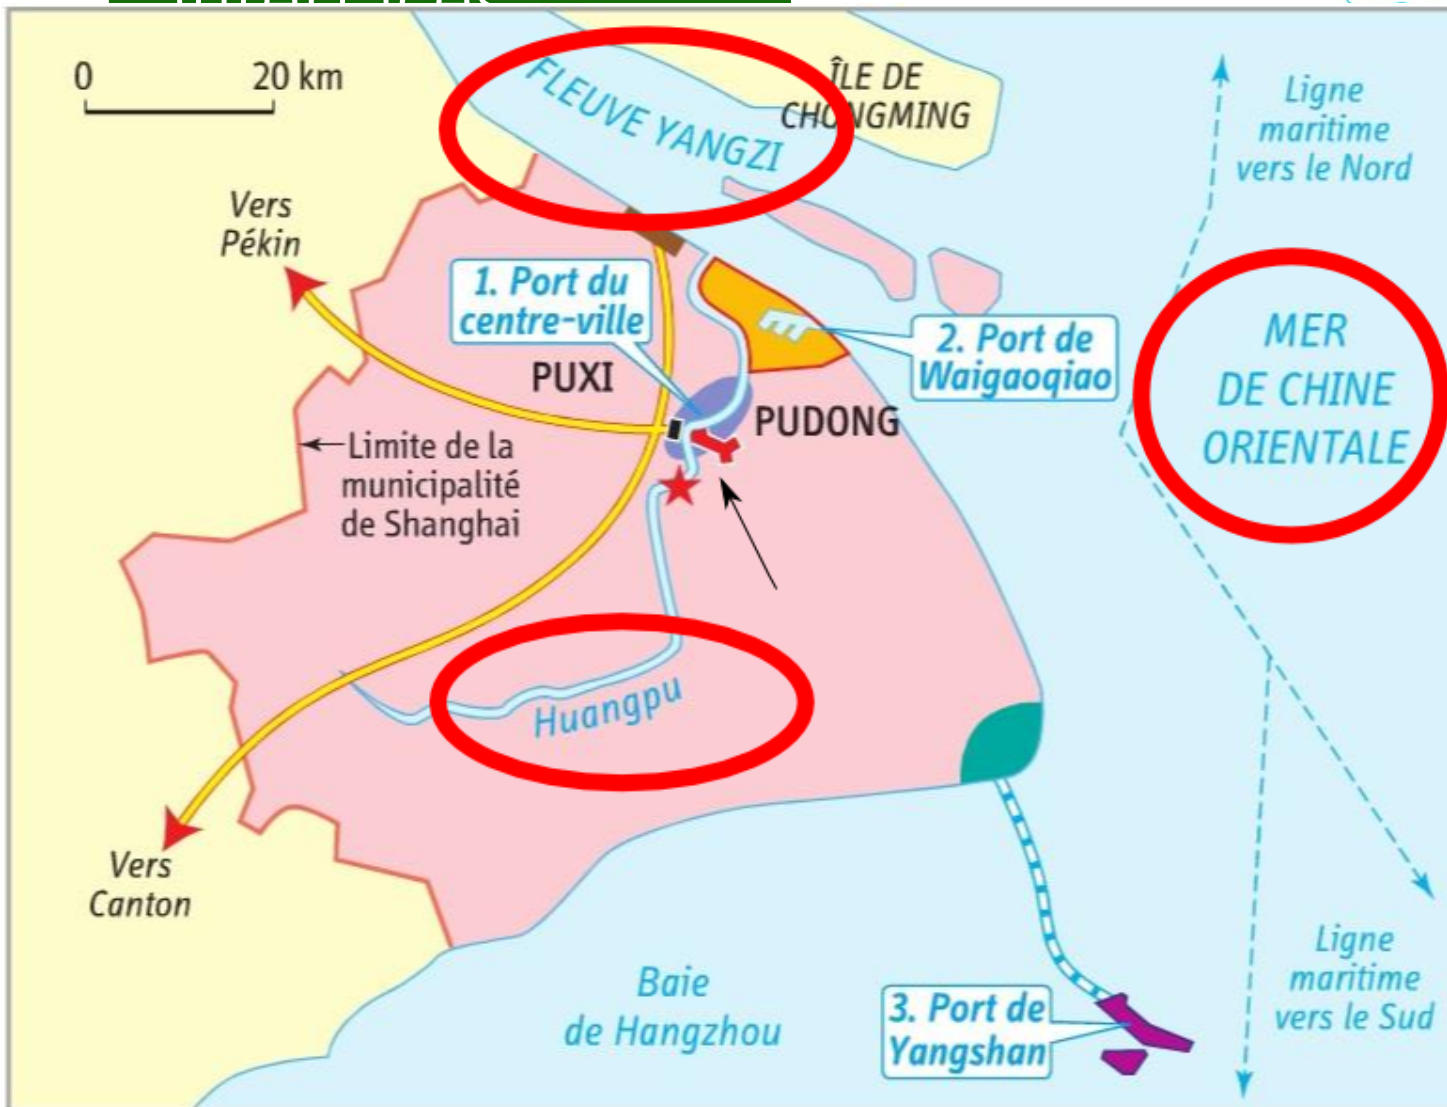 0 20 km
FLEUVE YANGZI
ÎLE DE
CHONGMING
Ligne
maritime
vers le Nord
Vers
Pékin
1. Port du
centre-ville
2. Port de
Waigaoqiao
MER
DE CHINE
ORIENTALE
PUXI
PUDONG
Limite de la
municipalité
de Shanghai
Huangpu
Vers
Canton
Baie
de Hangzhou
3. Port de
Yangshan
Ligne
maritime
vers le Sud